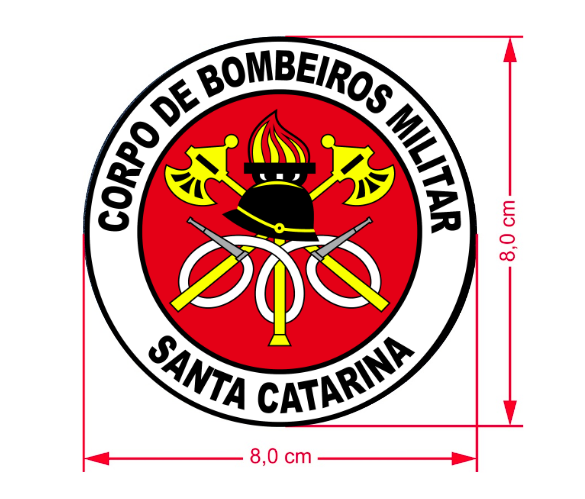 CORPO DE BOMBEIROS MILITAR
SANTA CATARINA
8,0 cm
8,0 cm